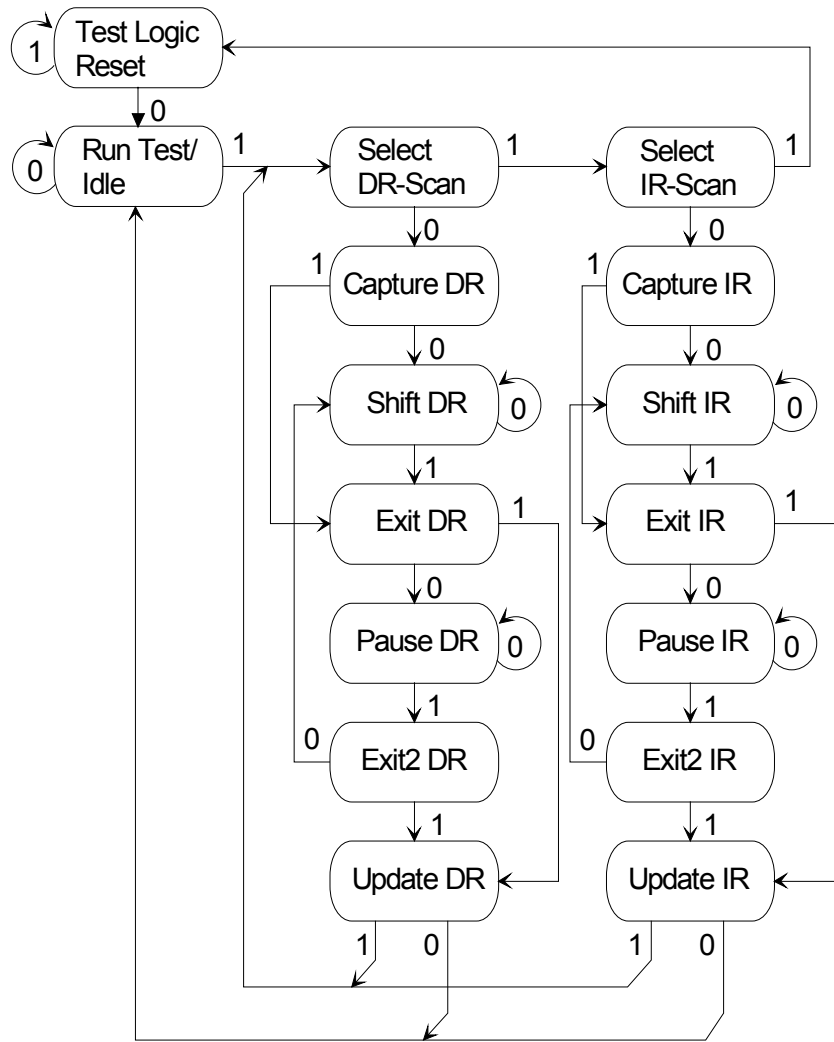 Test Logic
Reset
1
0
Run Test/
Idle
0
1
Select
DR-Scan
1
Select
IR-Scan
1
0
0
1
Capture DR
1
Capture IR
0
0
Shift DR
0
Shift IR
0
1
1
Exit DR
1
Exit IR
1
0
0
Pause DR
0
Pause IR
0
1
1
0
Exit2 DR
0
Exit2 IR
1
1
Update DR
Update IR
1
0
1
0